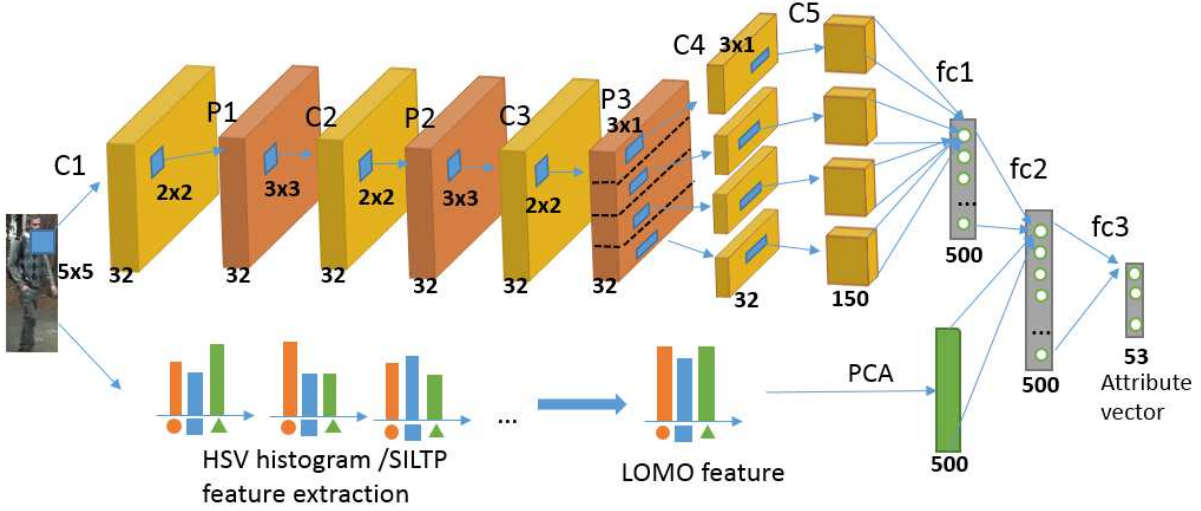 C1
P1
C2
P2
C3
P3
C4
C5
fc1
fc2
fc3
5x5
2x2
3x3
2x2
3x3
2x2
3x1
3x1
32
32
32
32
32
32
32
150
500
500
53
Attribute
vector
...
...
...
HSV histogram /SILTP
feature extraction
LOMO feature
PCA
500